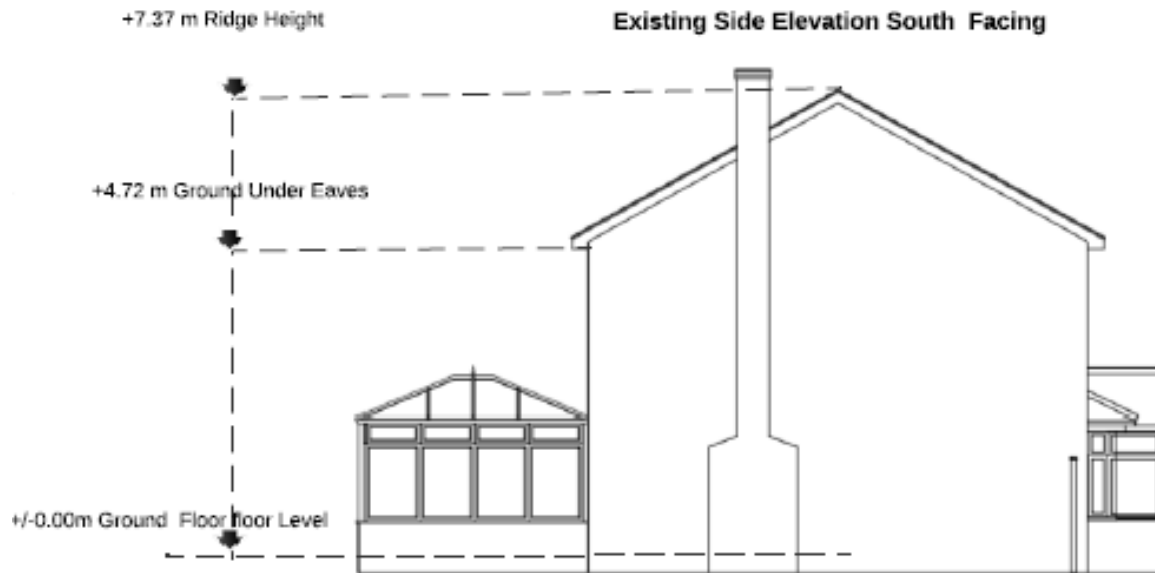 +7.37 m Ridge Height
Existing Side Elevation South Facing
+4.72 m Ground Under Eaves
+/-0.00m Ground Floor floor Level